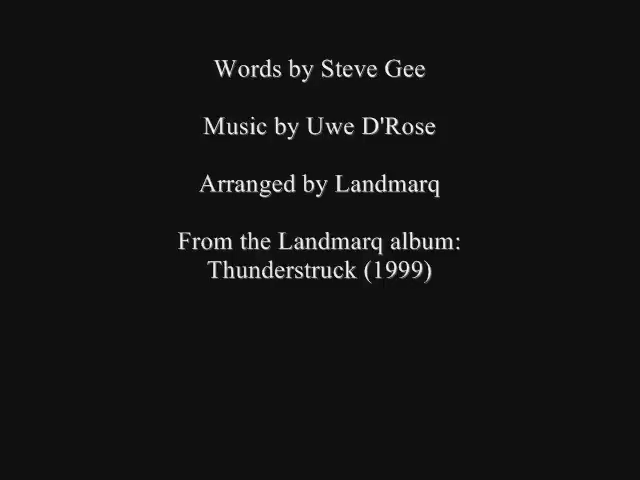 Words by Steve Gee
Music by Uwe D'Rose
Arranged by Landmarq
From the Landmarq album:
Thunderstruck (1999)